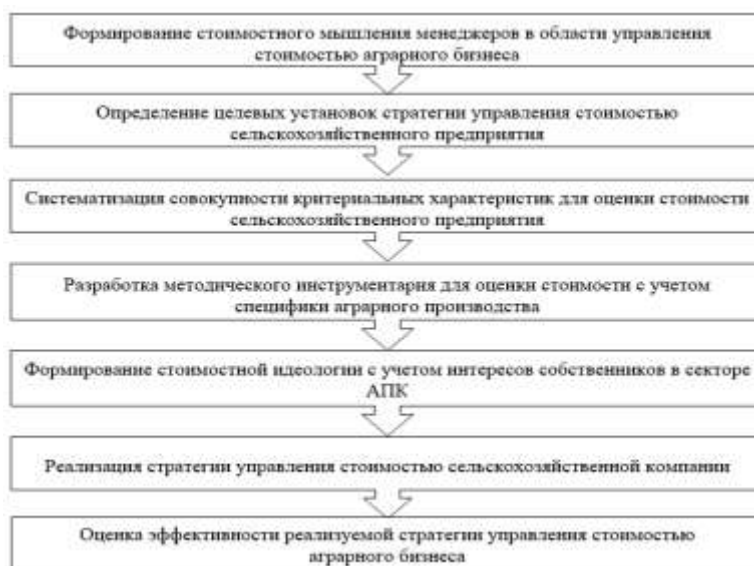 Формирование стоимостного мышления менеджеров в области управления
стоимостью аграрного бизнеса
Определение целевых установок стратегии управления стоимостью
сельскохозяйственного предприятия
Систематизация совокупности критериальных характеристик для оценки стоимости
сельскохозяйственного предприятия
Разработка методического инструментария для оценки стоимости с учетом
специфики аграрного производства
Формирование стоимостной идеологии с учетом интересов собственников в секторе
АПК
Реализация стратегии управления стоимостью сельскохозяйственной компании
Оценка эффективности реализуемой стратегии управления стоимостью
аграрного бизнеса